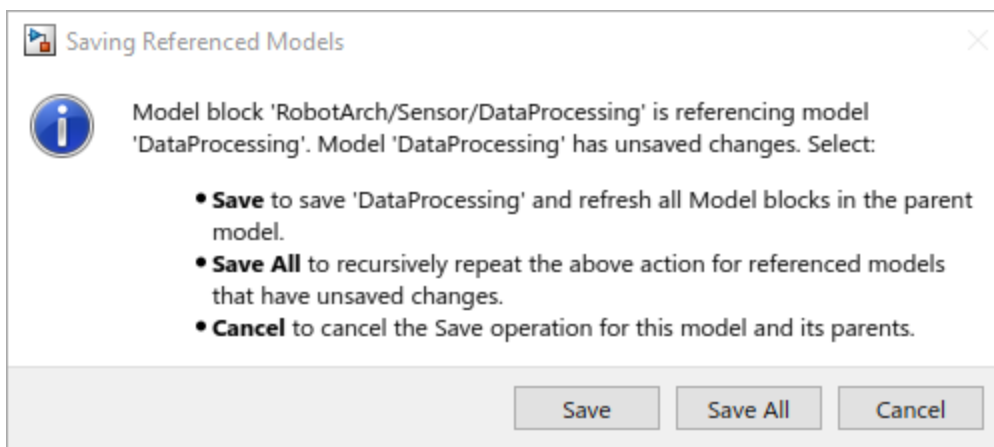 Saving Referenced Models
Model block 'RobotArch/Sensor/DataProcessing' is referencing model
'DataProcessing'. Model 'DataProcessing' has unsaved changes. Select:
• Save to save 'DataProcessing' and refresh all Model blocks in the parent
model.
• Save All to recursively repeat the above action for referenced models
that have unsaved changes.
• Cancel to cancel the Save operation for this model and its parents.
Save Save All Cancel